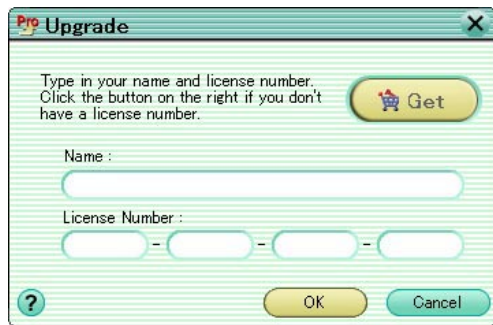 Pro Upgrade
Type in your name and license number.
Click the button on the right if you don't
have a license number.
Get
Name :
License Number :
- - -
?
OK
Cancel